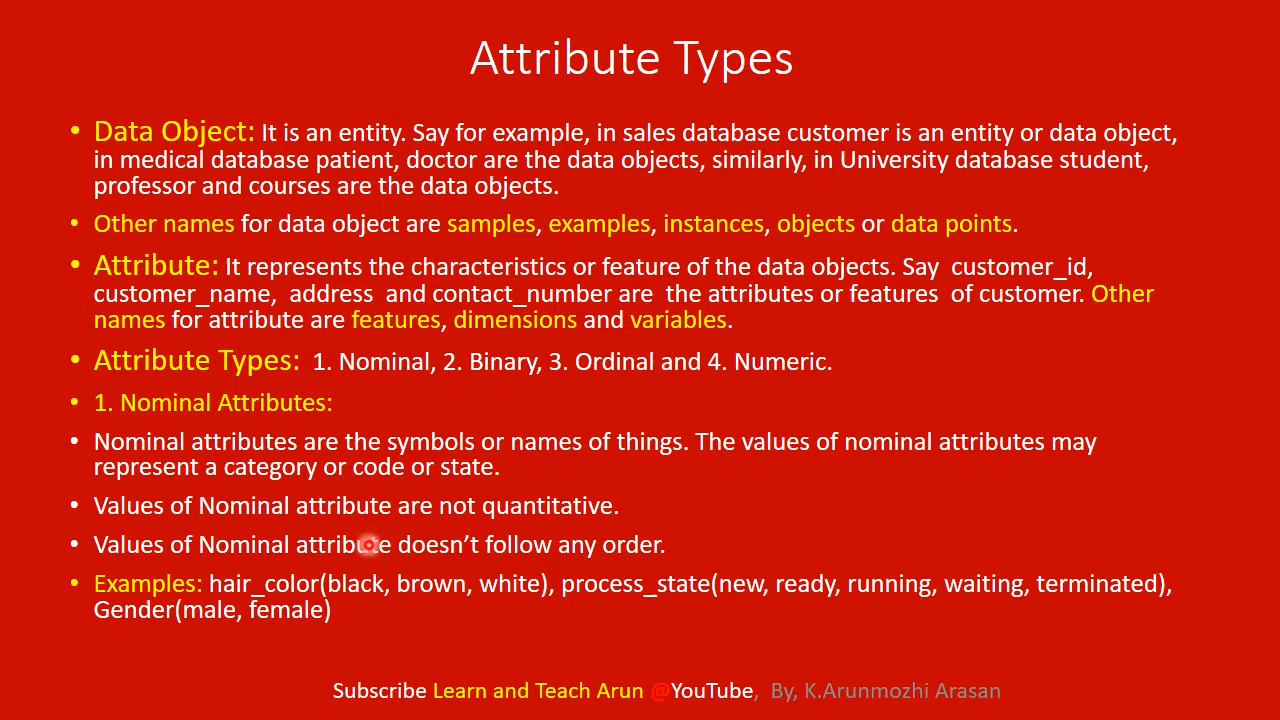 Attribute Types
• Data Object: It is an entity. Say for example, in sales database customer is an entity or data object,
in medical database patient, doctor are the data objects, similarly, in University database student,
professor and courses are the data objects.
• Other names for data object are samples, examples, instances, objects or data points.
• Attribute: It represents the characteristics or feature of the data objects. Say customer_id,
customer_name, address and contact_number are the attributes or features of customer. Other
names for attribute are features, dimensions and variables.
• Attribute Types: 1. Nominal, 2. Binary, 3. Ordinal and 4. Numeric.
• 1. Nominal Attributes:
• Nominal attributes are the symbols or names of things. The values of nominal attributes may
represent a category or code or state.
• Values of Nominal attribute are not quantitative.
• Values of Nominal attribute doesn’t follow any order.
• Examples: hair_color(black, brown, white), process_state(new, ready, running, waiting, terminated),
Gender(male, female)
Subscribe Learn and Teach Arun @YouTube, By, K.Arunmozhi Arasan